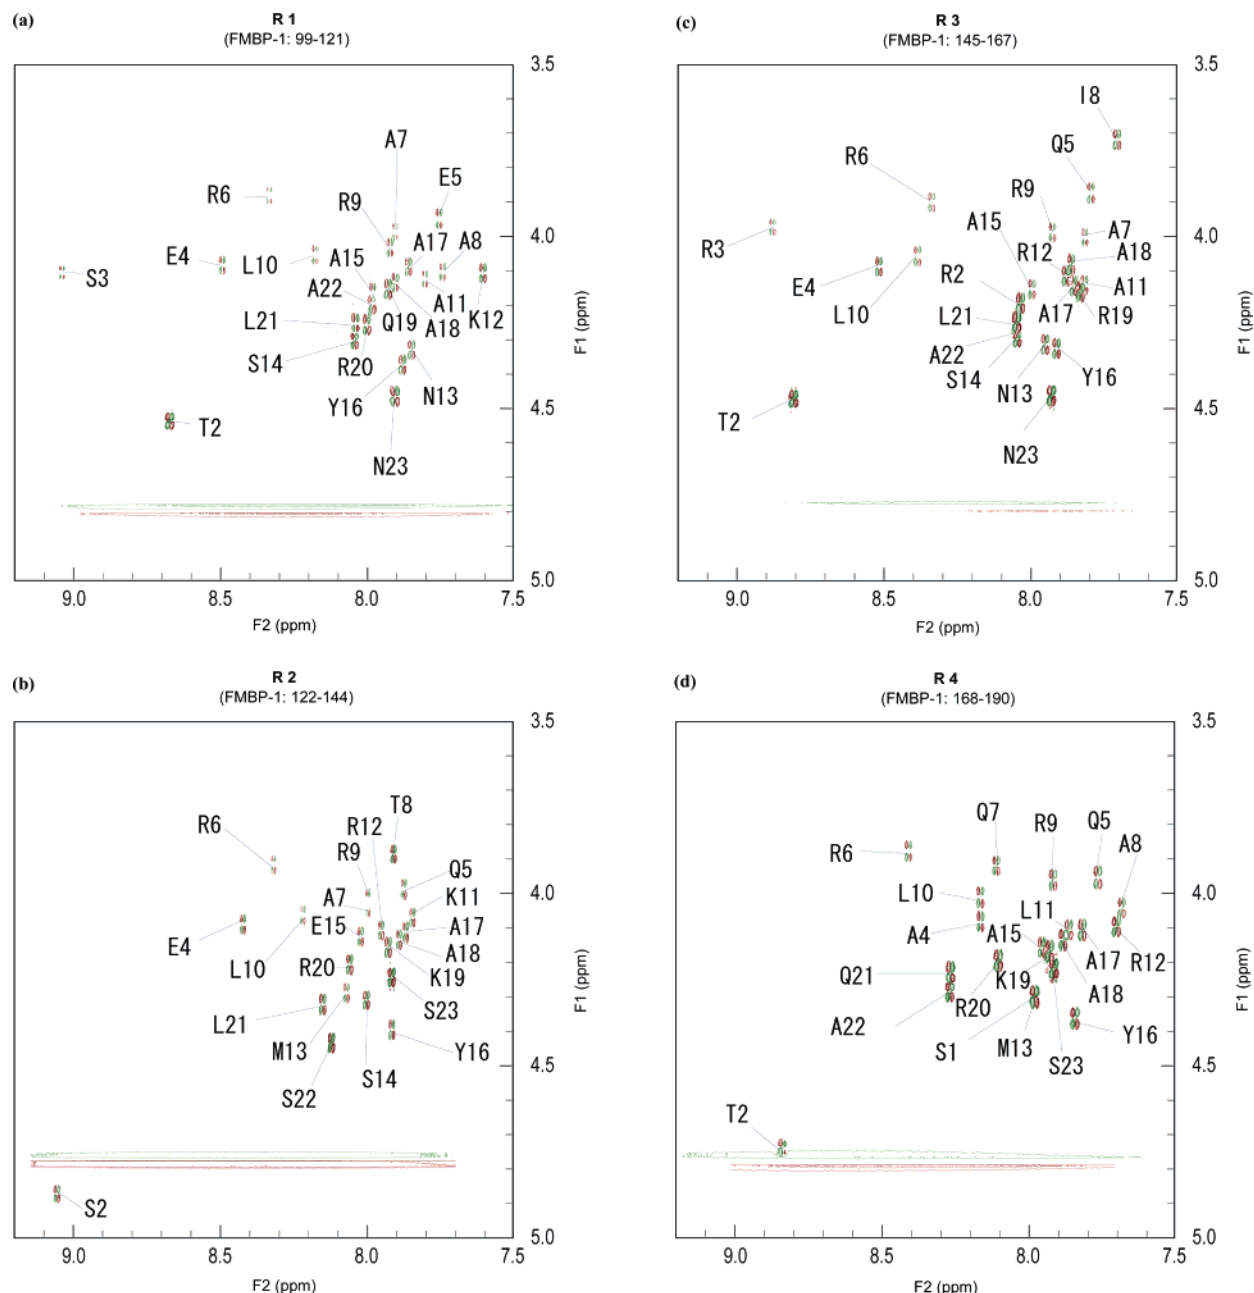 (a)
R 1
(FMBP-1: 99-121)
3.5
A7
E5
R6
R9
A17
A8
E4
L10
A15
4.0
S3
A22
A11
L21
Q19
A18
K12
S14
R20
Y16
N13
T2
4.5
N23
F1 (ppm)
5.0
9.0
8.5
8.0
7.5
F2 (ppm)
(c)
R 3
(FMBP-1: 145-167)
3.5
I8
Q5
R6
R9
A15
A7
R3
R12
A18
4.0
E4
R2
A11
L10
L21
A17
R19
A22
S14
N13
Y16
T2
4.5
N23
F1 (ppm)
5.0
9.0
8.5
8.0
7.5
F2 (ppm)
(b)
R 2
(FMBP-1: 122-144)
3.5
T8
R6
R12
R9
Q5
A7
K11
4.0
E4
E15
A17
L10
R20
A18
K19
L21
S23
M13
Y16
S22
S14
4.5
S2
F1 (ppm)
5.0
9.0
8.5
8.0
7.5
F2 (ppm)
(d)
R 4
(FMBP-1: 168-190)
3.5
Q7
R9
Q5
R6
A8
L10
4.0
L11
A4
A15
Q21
K19
A17
R12
A22
R20
A18
S1
M13
Y16
S23
4.5
T2
F1 (ppm)
5.0
9.0
8.5
8.0
7.5
F2 (ppm)